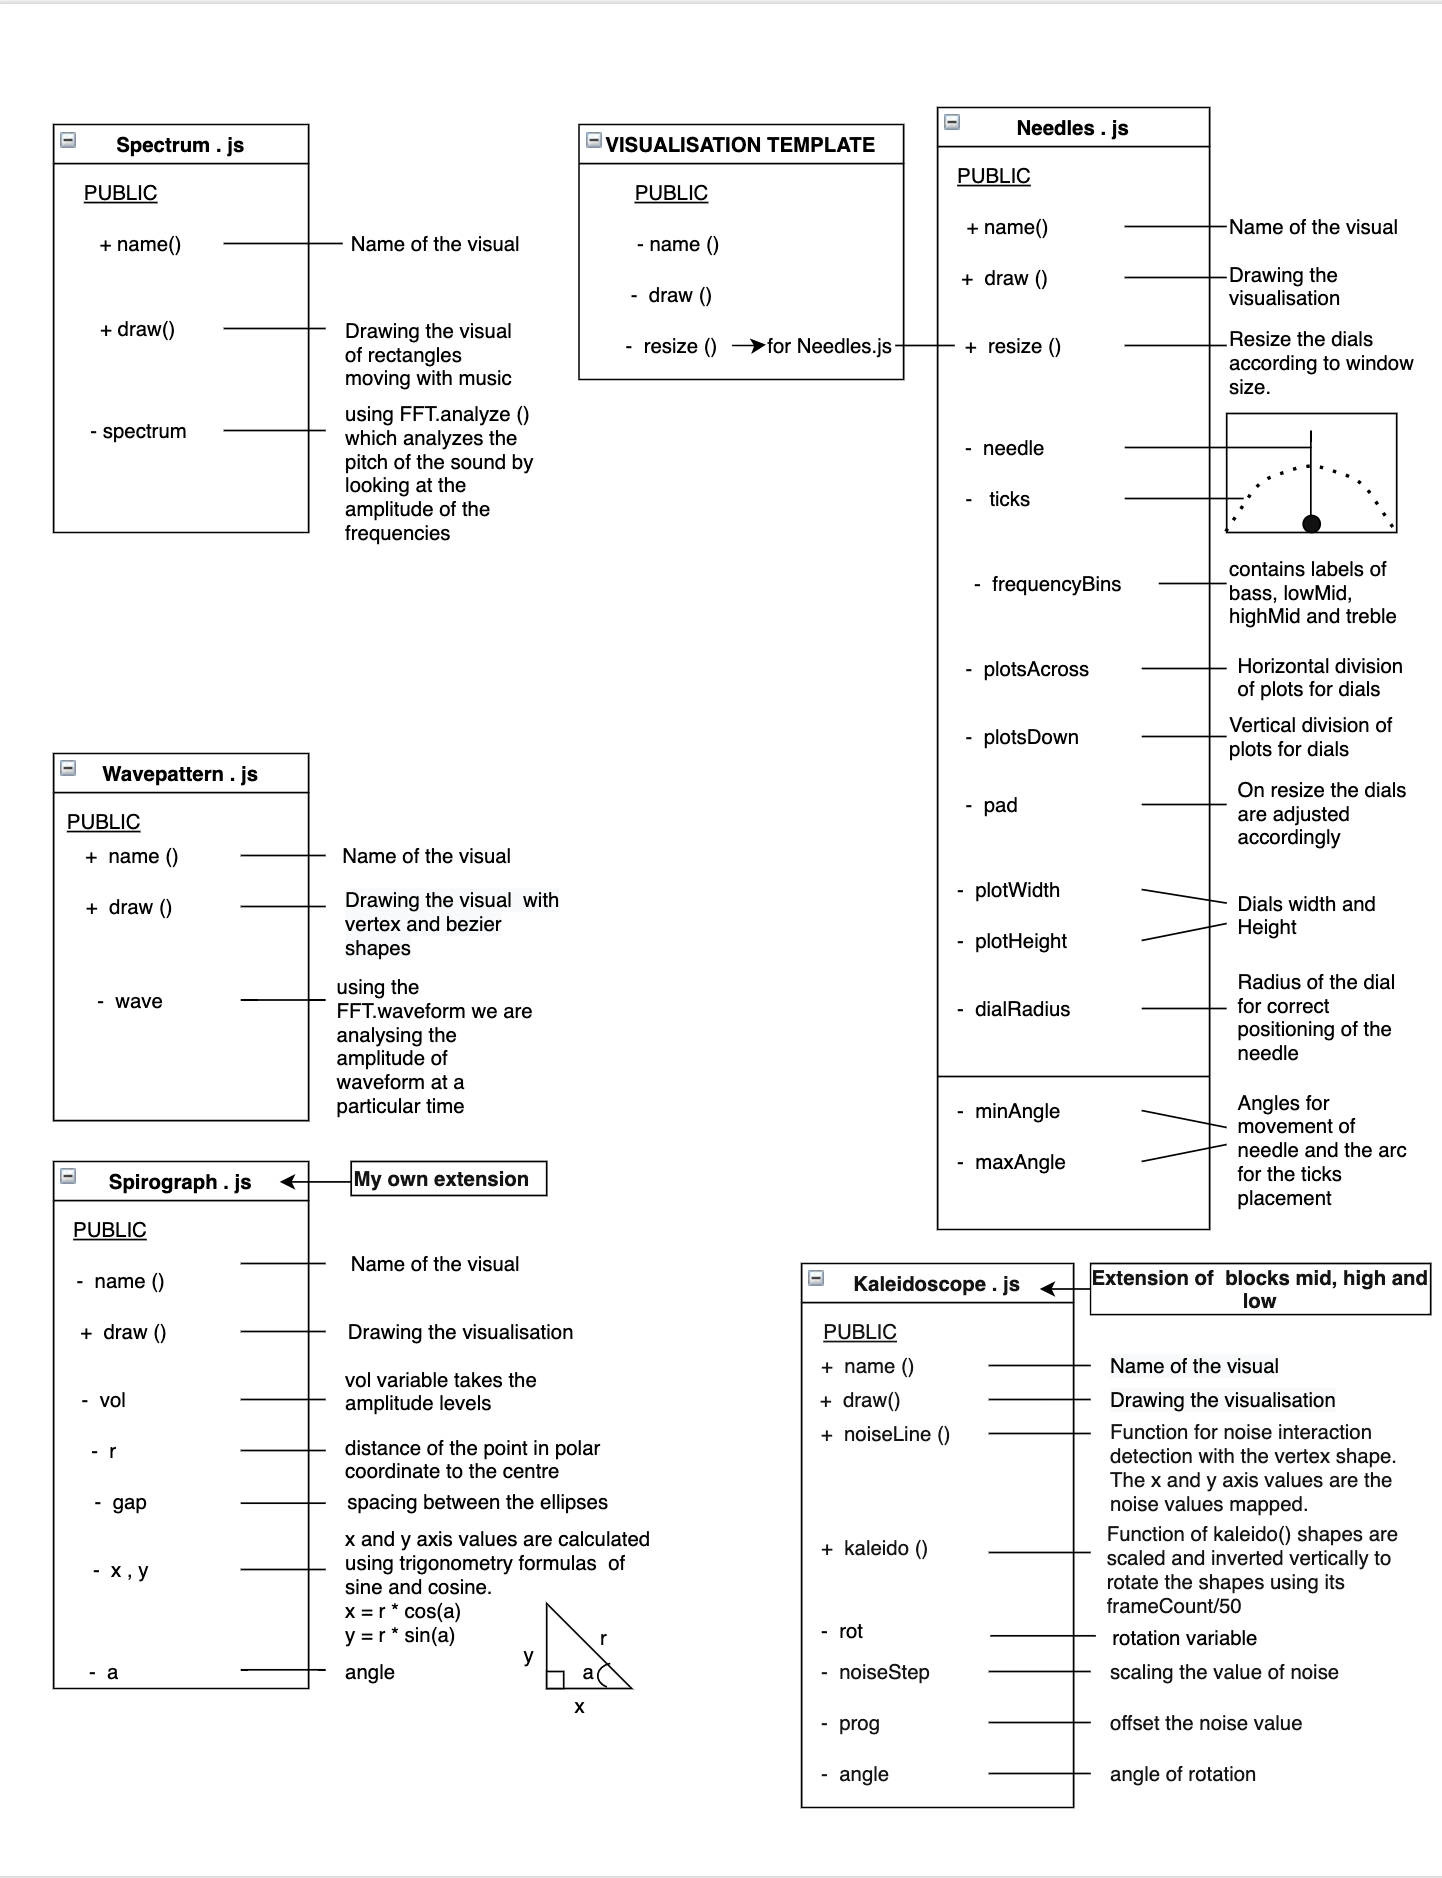 Spectrum . js
PUBLIC
+ name()
Name of the visual
+ draw()
Drawing the visual
of rectangles
moving with music
- spectrum
using FFT.analyze ()
which analyzes the
pitch of the sound by
looking at the
amplitude of the
frequencies
VISUALISATION TEMPLATE
PUBLIC
- name ()
- draw ()
- resize ()
for Needles.js
Needles . js
PUBLIC
+ name()
Name of the visual
+ draw ()
Drawing the
visualisation
+ resize ()
Resize the dials
according to window
size.
- needle
- ticks
- frequencyBins
contains labels of
bass, lowMid,
highMid and treble
- plotsAcross
Horizontal division
of plots for dials
- plotsDown
Vertical division of
plots for dials
- pad
On resize the dials
are adjusted
accordingly
- plotWidth
- plotHeight
Dials width and
Height
- dialRadius
Radius of the dial
for correct
positioning of the
needle
- minAngle
- maxAngle
Angles for
movement of
needle and the arc
for the ticks
placement
Wavepattern . js
PUBLIC
+ name ()
Name of the visual
+ draw ()
Drawing the visual with
vertex and bezier
shapes
- wave
using the
FFT.waveform we are
analysing the
amplitude of
waveform at a
particular time
Spirograph . js
My own extension
PUBLIC
- name ()
Name of the visual
+ draw ()
Drawing the visualisation
- vol
vol variable takes the
amplitude levels
- r
distance of the point in polar
coordinate to the centre
- gap
spacing between the ellipses
- x , y
x and y axis values are calculated
using trigonometry formulas of
sine and cosine.
x = r * cos(a)
y = r * sin(a)
- a
angle
y
r
a
x
Kaleidoscope . js
Extension of blocks mid, high and
low
PUBLIC
+ name ()
Name of the visual
+ draw()
Drawing the visualisation
+ noiseLine ()
Function for noise interaction
detection with the vertex shape.
The x and y axis values are the
noise values mapped.
+ kaleido ()
Function of kaleido() shapes are
scaled and inverted vertically to
rotate the shapes using its
frameCount/50
- rot
rotation variable
- noiseStep
scaling the value of noise
- prog
offset the noise value
- angle
angle of rotation